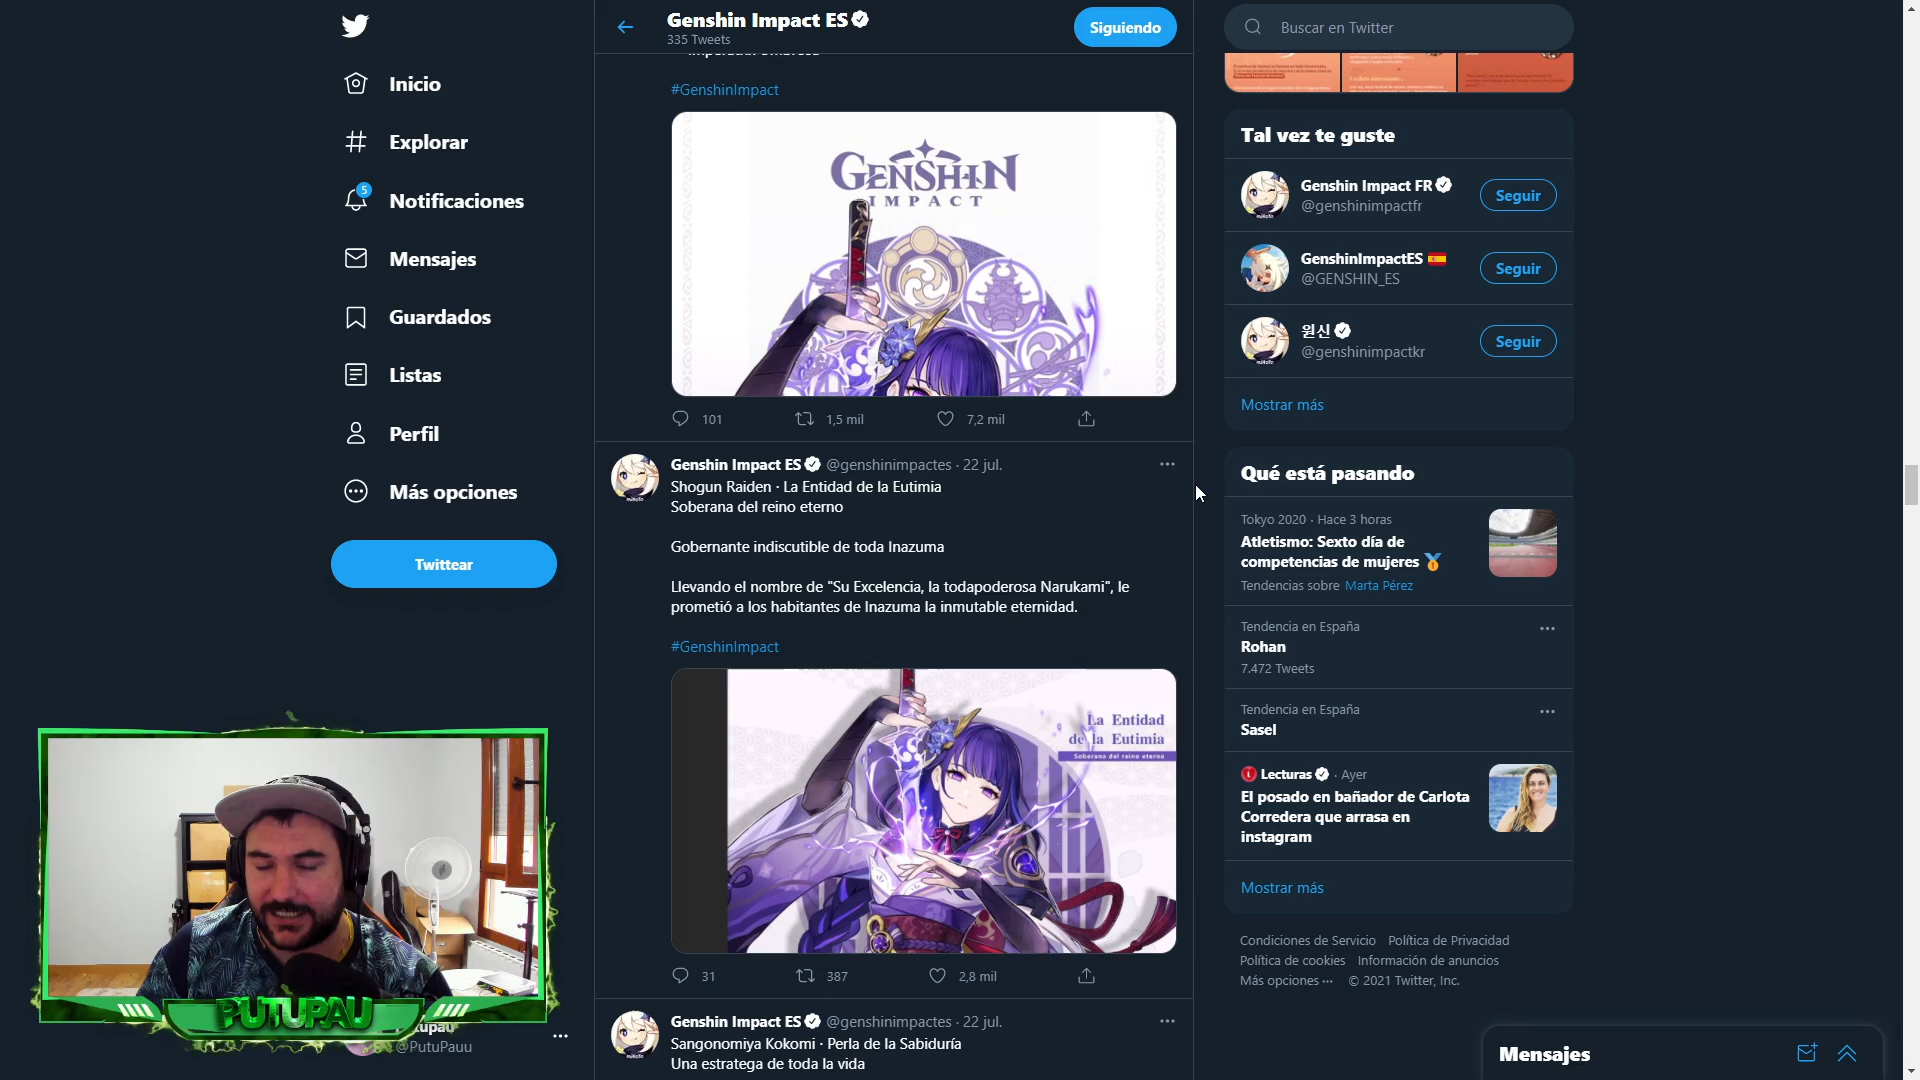 Inicio
Explorar
5
Notificaciones
Mensajes
Guardados
Listas
Perfil
Más opciones
Twittear
PUTUPAU
@PutuPauu
Genshin Impact ES
335 Tweets
Siguiendo
#GenshinImpact
GENSHIN
IMPACT
101
1,5 mil
7,2 mil
Genshin Impact ES @genshinimpactes · 22 jul.
Shogun Raiden · La Entidad de la Eutimia
Soberana del reino eterno
Gobernante indiscutible de toda Inazuma
Llevando el nombre de "Su Excelencia, la todapoderosa Narukami", le
prometió a los habitantes de Inazuma la inmutable eternidad.
#GenshinImpact
La Entidad
de la Eutimia
Soberana del reino eterno
31
387
2,8 mil
Genshin Impact ES @genshinimpactes · 22 jul.
Sangonomiya Kokomi · Perla de la Sabiduría
Una estratega de toda la vida
Buscar en Twitter
Tal vez te guste
Genshin Impact FR
@genshinimpactfr
Seguir
GenshinImpactES
@GENSHIN_ES
Seguir
원신
@genshinimpactkr
Seguir
Mostrar más
Qué está pasando
Tokyo 2020 · Hace 3 horas
Atletismo: Sexto día de
competencias de mujeres
Tendencias sobre Marta Pérez
Tendencia en España
Rohan
7.472 Tweets
Tendencia en España
Sasel
Lecturas · Ayer
El posado en bañador de Carlota
Corredera que arrasa en
instagram
Mostrar más
Condiciones de Servicio Política de Privacidad
Política de cookies Información de anuncios
Más opciones ··· © 2021 Twitter, Inc.
Mensajes